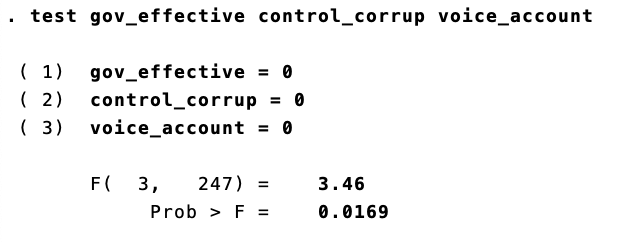 . test gov_effective control_corrup voice_account
( 1) gov_effective = 0
( 2) control_corrup = 0
( 3) voice_account = 0
F( 3, 247) = 3.46
Prob > F = 0.0169